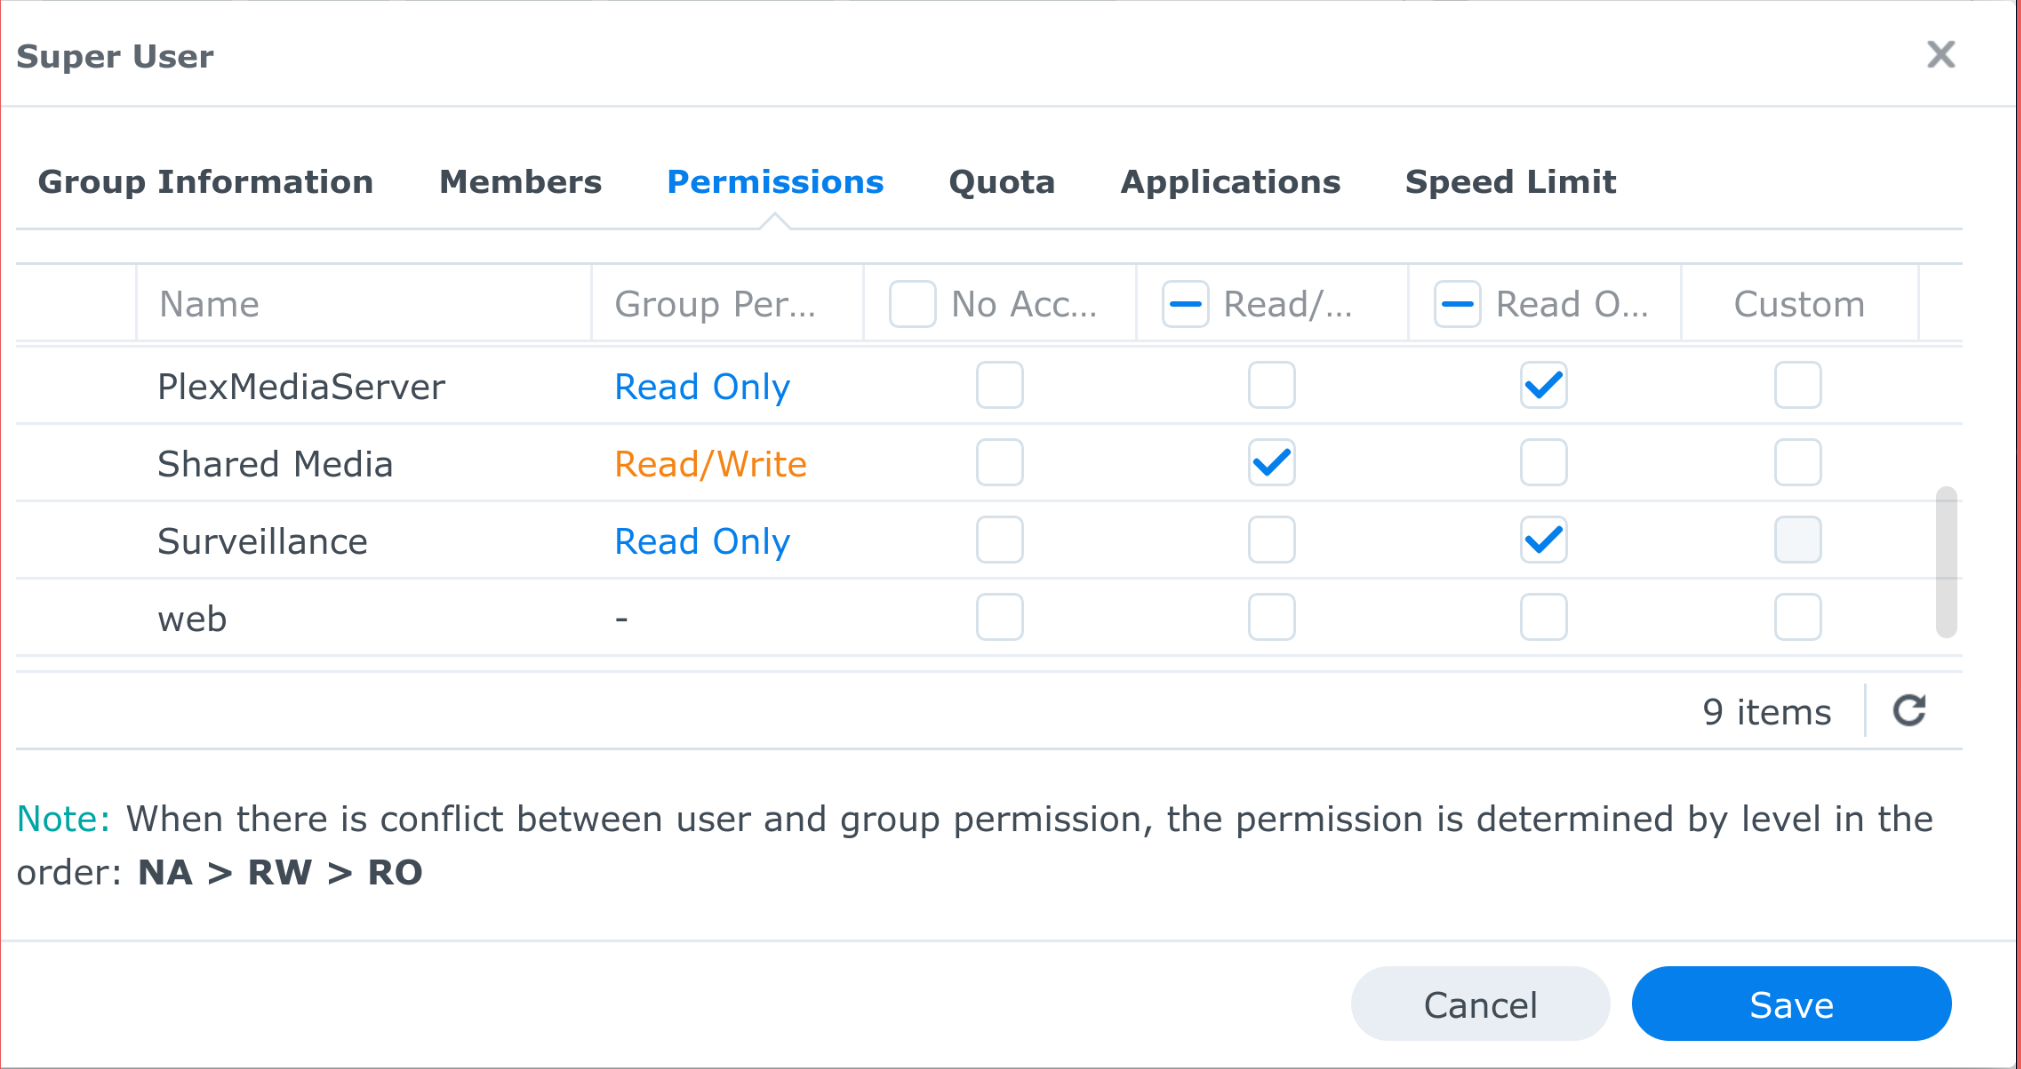 Super User
Group Information Members Permissions Quota Applications Speed Limit
Name Group Per... No Acc... Read/... Read O... Custom
PlexMediaServer Read Only
Shared Media Read/Write
Surveillance Read Only
web -
9 items
Note: When there is conflict between user and group permission, the permission is determined by level in the
order: NA > RW > RO
Cancel Save